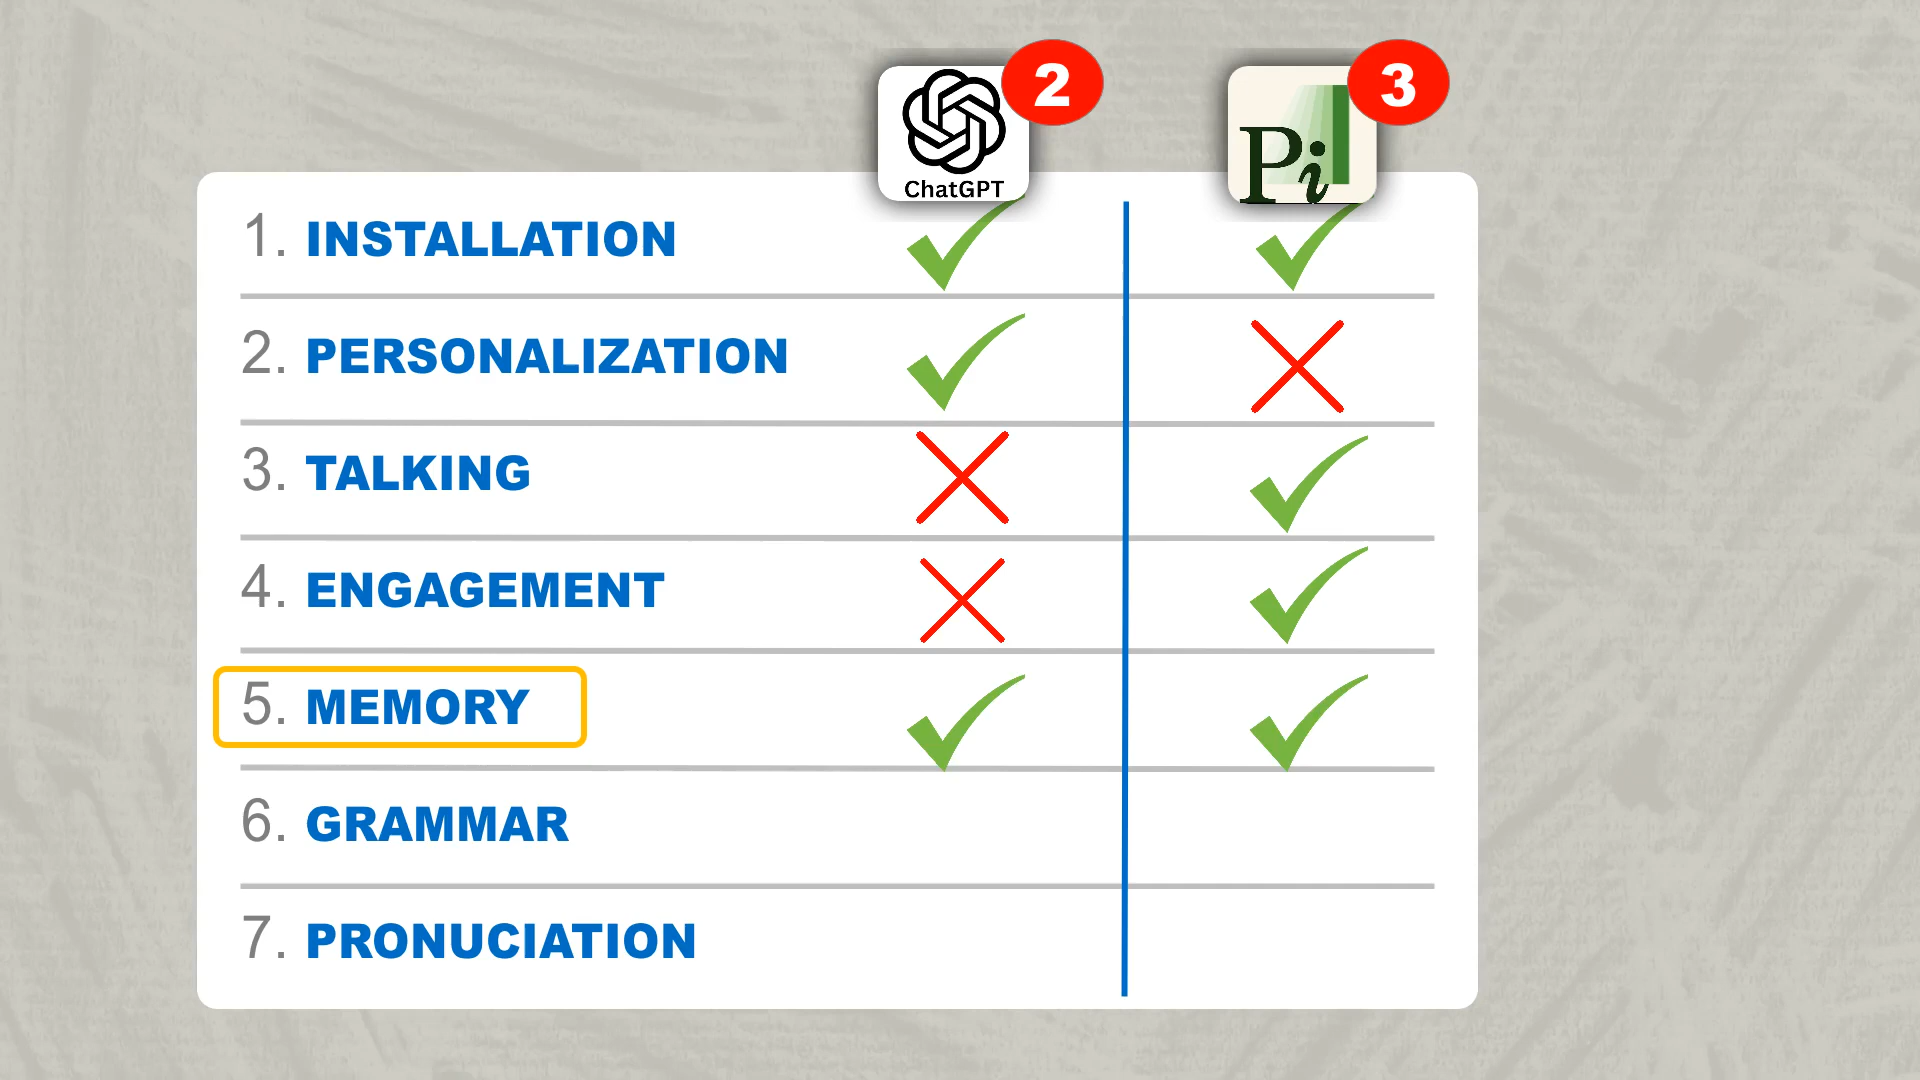 2
3
ChatGPT
Pi
1. INSTALLATION
2. PERSONALIZATION
3. TALKING
4. ENGAGEMENT
5. MEMORY
6. GRAMMAR
7. PRONUCIATION